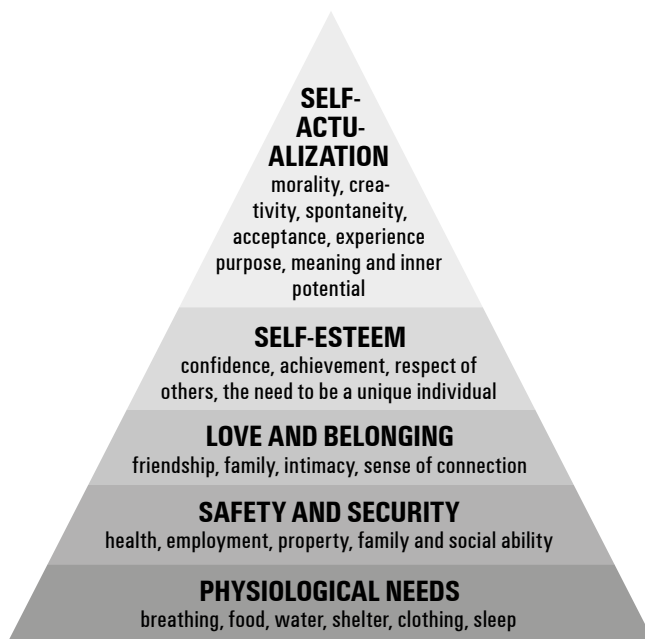 SELF-
ACTU-
ALIZATION
morality, crea-
tivity, spontaneity,
acceptance, experience
purpose, meaning and inner
potential
SELF-ESTEEM
confidence, achievement, respect of
others, the need to be a unique individual
LOVE AND BELONGING
friendship, family, intimacy, sense of connection
SAFETY AND SECURITY
health, employment, property, family and social ability
PHYSIOLOGICAL NEEDS
breathing, food, water, shelter, clothing, sleep